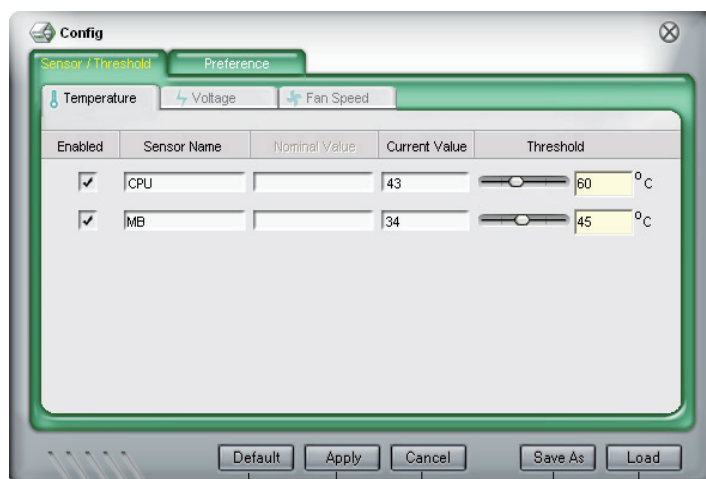 Config
Sensor / Threshold Preference
Temperature Voltage Fan Speed
Enabled Sensor Name Nominal Value Current Value Threshold
CPU 43 60 °C
MB 34 45 °C
Default Apply Cancel Save As Load